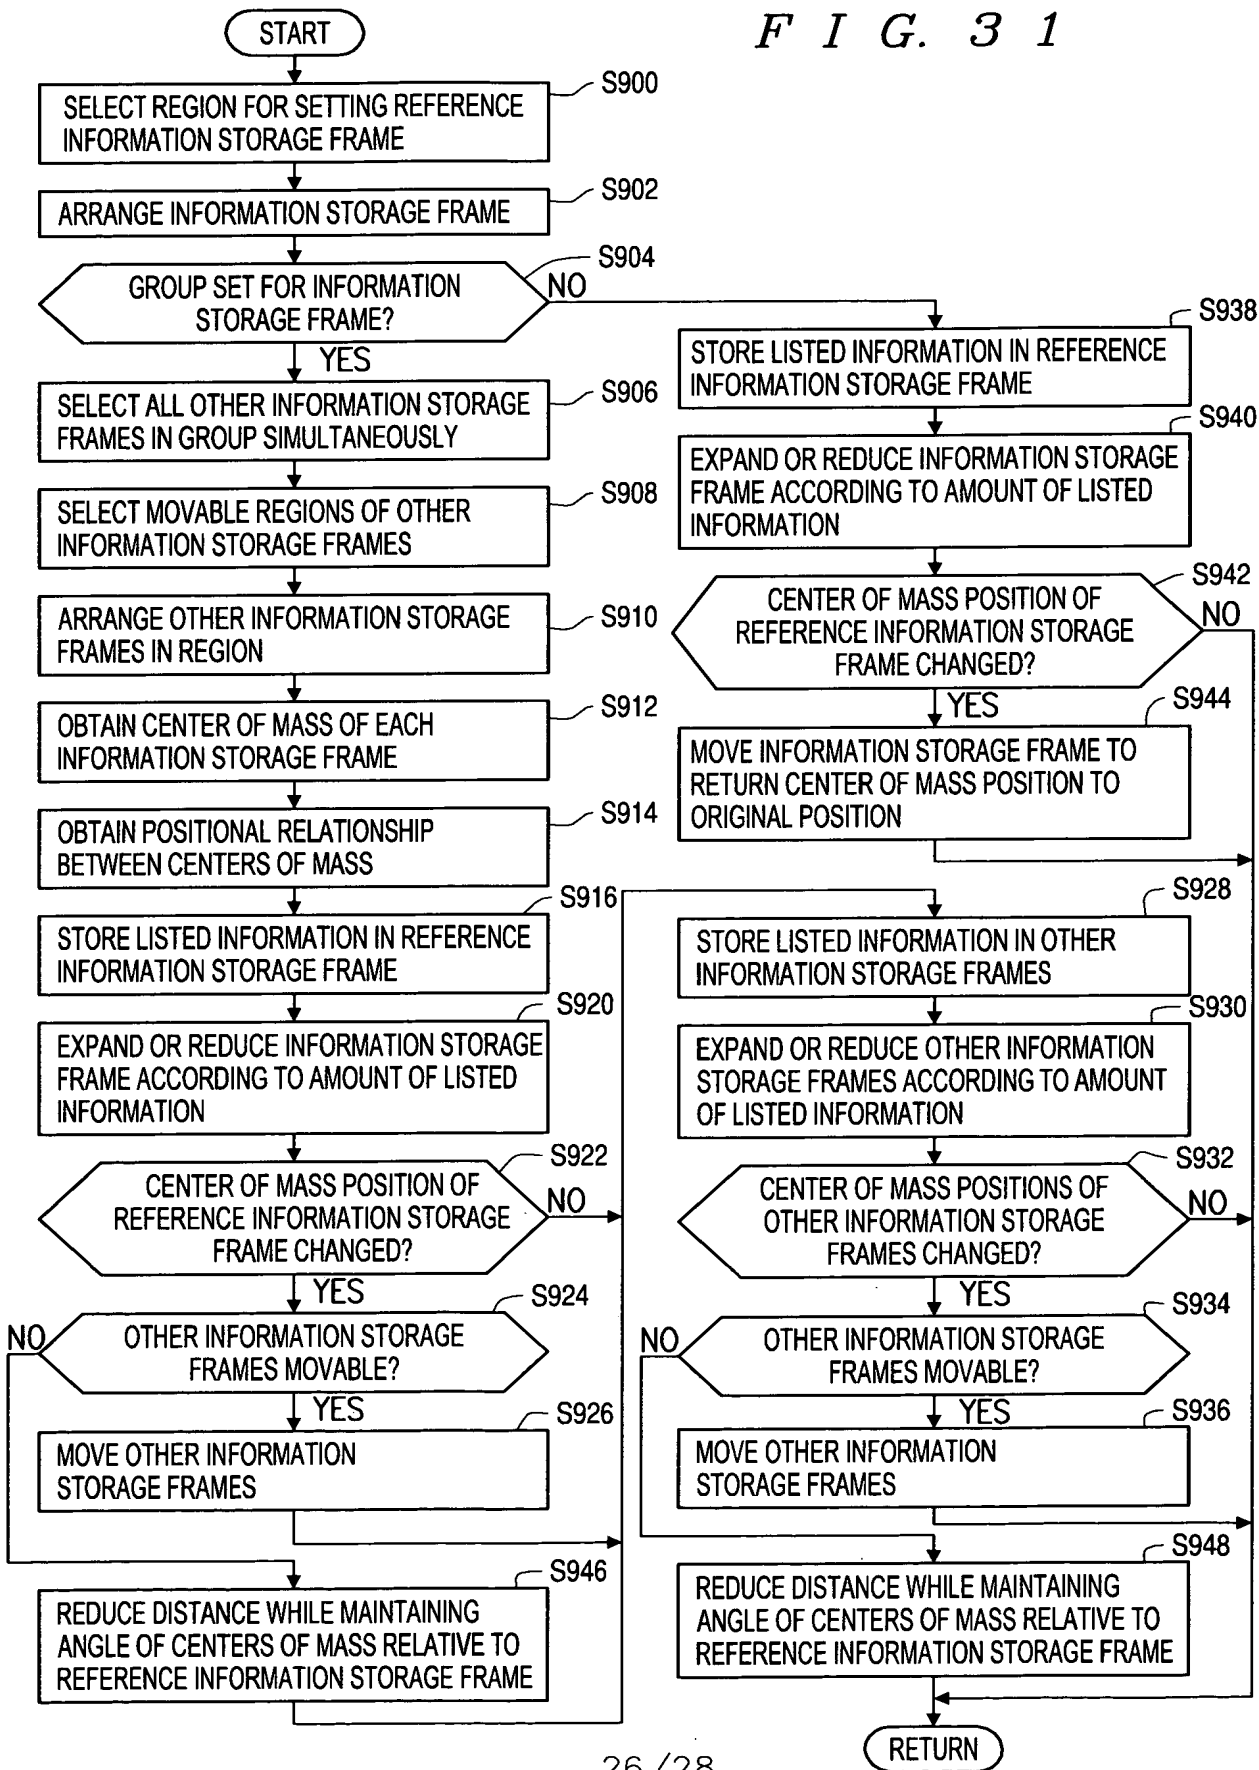 F I G. 3 1
START
S900
SELECT REGION FOR SETTING REFERENCE
INFORMATION STORAGE FRAME
S902
ARRANGE INFORMATION STORAGE FRAME
S904
GROUP SET FOR INFORMATION
STORAGE FRAME?
NO
YES
S906
SELECT ALL OTHER INFORMATION STORAGE
FRAMES IN GROUP SIMULTANEOUSLY
S908
SELECT MOVABLE REGIONS OF OTHER
INFORMATION STORAGE FRAMES
S910
ARRANGE OTHER INFORMATION STORAGE
FRAMES IN REGION
S912
OBTAIN CENTER OF MASS OF EACH
INFORMATION STORAGE FRAME
S914
OBTAIN POSITIONAL RELATIONSHIP
BETWEEN CENTERS OF MASS
S916
STORE LISTED INFORMATION IN REFERENCE
INFORMATION STORAGE FRAME
S920
EXPAND OR REDUCE INFORMATION STORAGE
FRAME ACCORDING TO AMOUNT OF LISTED
INFORMATION
S922
CENTER OF MASS POSITION OF
REFERENCE INFORMATION STORAGE
FRAME CHANGED?
NO
YES
S924
NO
OTHER INFORMATION STORAGE
FRAMES MOVABLE?
YES
S926
MOVE OTHER INFORMATION
STORAGE FRAMES
S946
REDUCE DISTANCE WHILE MAINTAINING
ANGLE OF CENTERS OF MASS RELATIVE TO
REFERENCE INFORMATION STORAGE FRAME
S938
STORE LISTED INFORMATION IN REFERENCE
INFORMATION STORAGE FRAME
S940
EXPAND OR REDUCE INFORMATION STORAGE
FRAME ACCORDING TO AMOUNT OF LISTED
INFORMATION
S942
CENTER OF MASS POSITION OF
REFERENCE INFORMATION STORAGE
FRAME CHANGED?
NO
YES
S944
MOVE INFORMATION STORAGE FRAME TO
RETURN CENTER OF MASS POSITION TO
ORIGINAL POSITION
S928
STORE LISTED INFORMATION IN OTHER
INFORMATION STORAGE FRAMES
S930
EXPAND OR REDUCE OTHER INFORMATION
STORAGE FRAMES ACCORDING TO AMOUNT
OF LISTED INFORMATION
S932
CENTER OF MASS POSITIONS OF
OTHER INFORMATION STORAGE
FRAMES CHANGED?
NO
YES
S934
NO
OTHER INFORMATION STORAGE
FRAMES MOVABLE?
YES
S936
MOVE OTHER INFORMATION
STORAGE FRAMES
S948
REDUCE DISTANCE WHILE MAINTAINING
ANGLE OF CENTERS OF MASS RELATIVE TO
REFERENCE INFORMATION STORAGE FRAME
RETURN
26/28